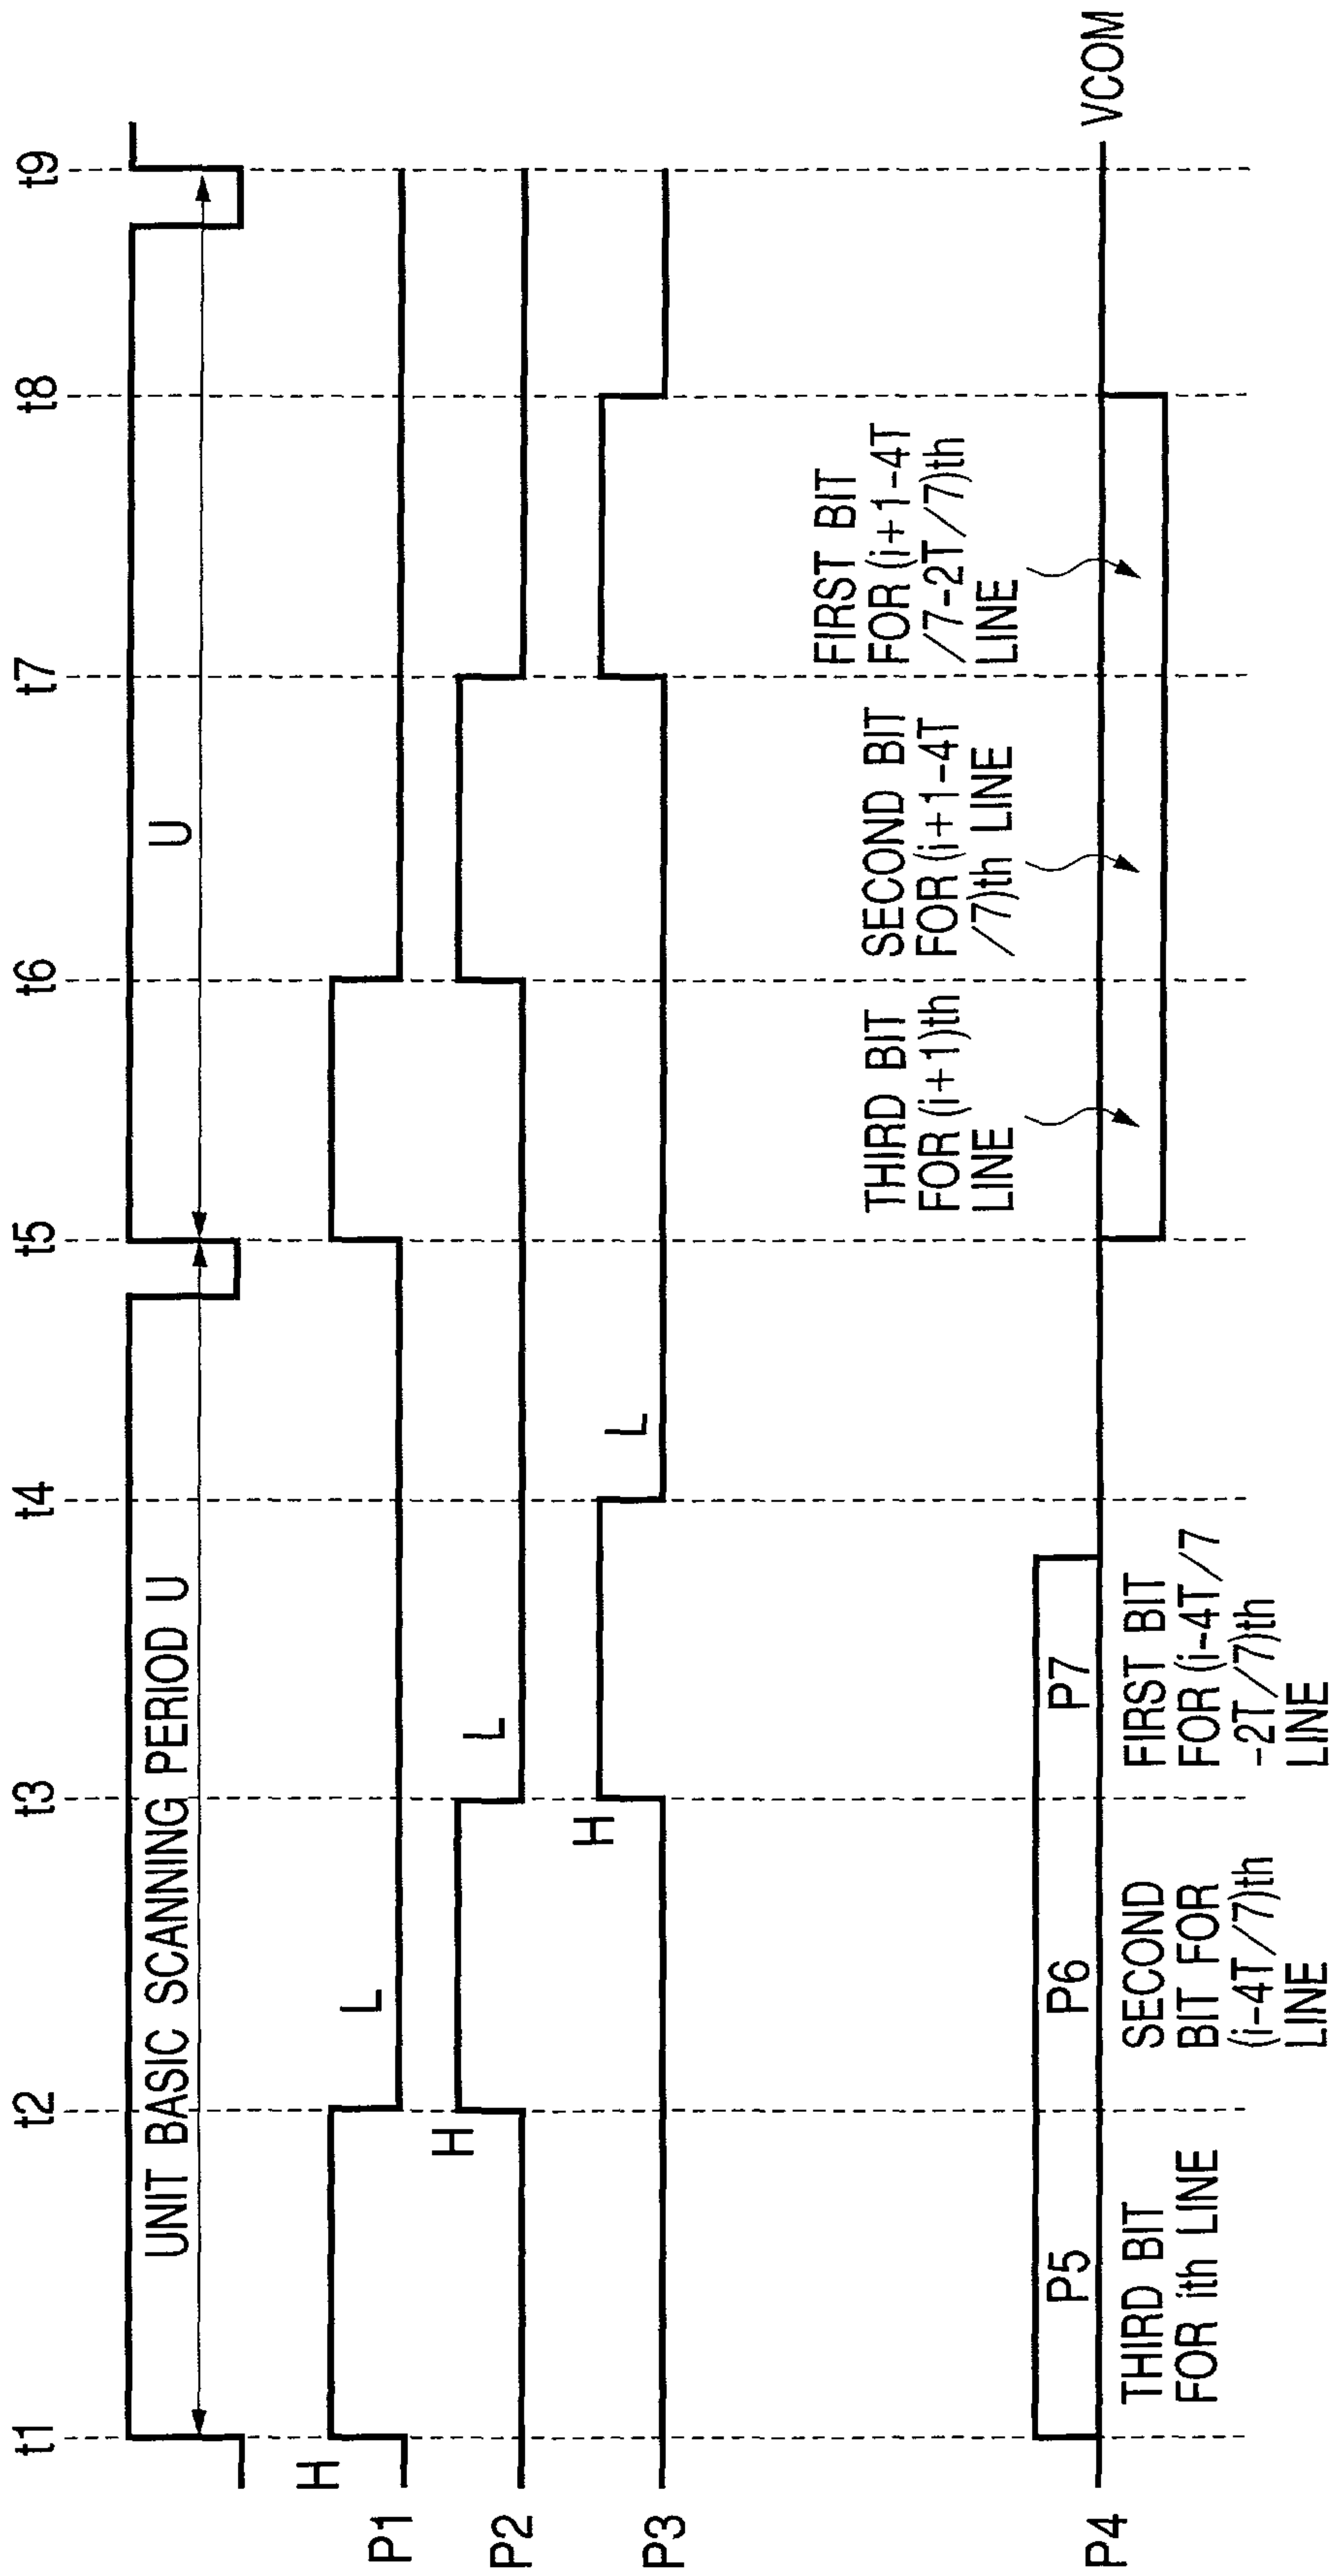 t1 t2 t3 t4 t5 t6 t7 t8 t9
UNIT BASIC SCANNING PERIOD U
U
H
L
P1
H
L
P2
H
L
P3
THIRD BIT
FOR (i+1)th
LINE
SECOND BIT
FOR (i+1-4T
/7)th LINE
FIRST BIT
FOR (i+1-4T
/7-2T/7)th
LINE
P5
P6
P7
P4
VCOM
THIRD BIT
FOR ith LINE
SECOND
BIT FOR
(i-4T/7)th
LINE
FIRST BIT
FOR (i-4T/7
-2T/7)th
LINE